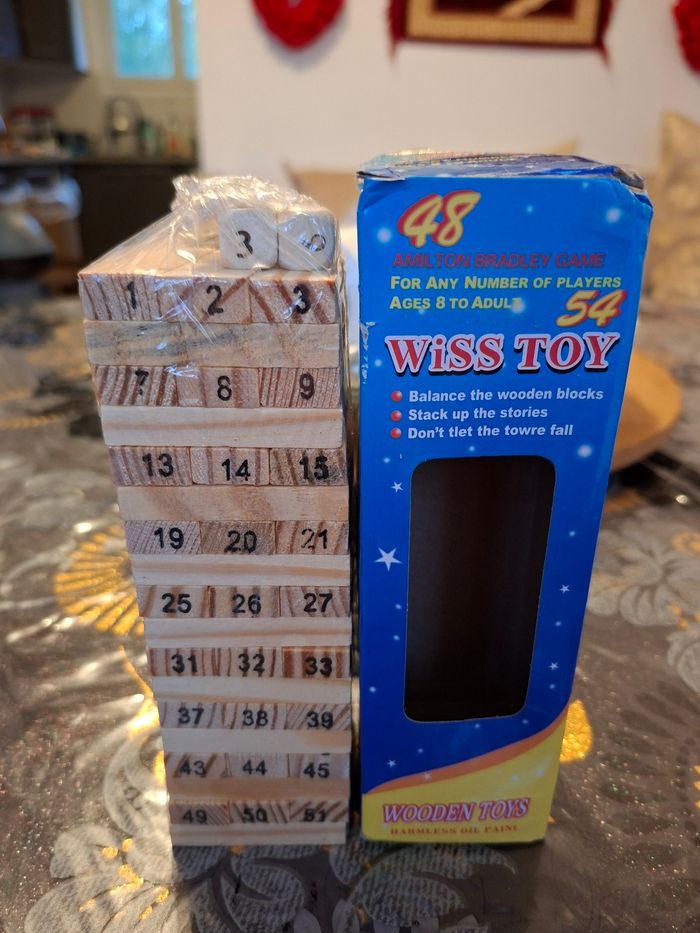 3
1 2 3
7 8 9
13 14 15
19 20 21
25 26 27
31 32 33
37 38 39
43 44 45
49 50 51
48
AMILTON BRADLEY GAME
FOR ANY NUMBER OF PLAYERS
AGES 8 TO ADULT
54
WiSS TOY
Balance the wooden blocks
Stack up the stories
Don't tlet the towre fall
WOODEN TOYS
HARMLESS OIL PAINT